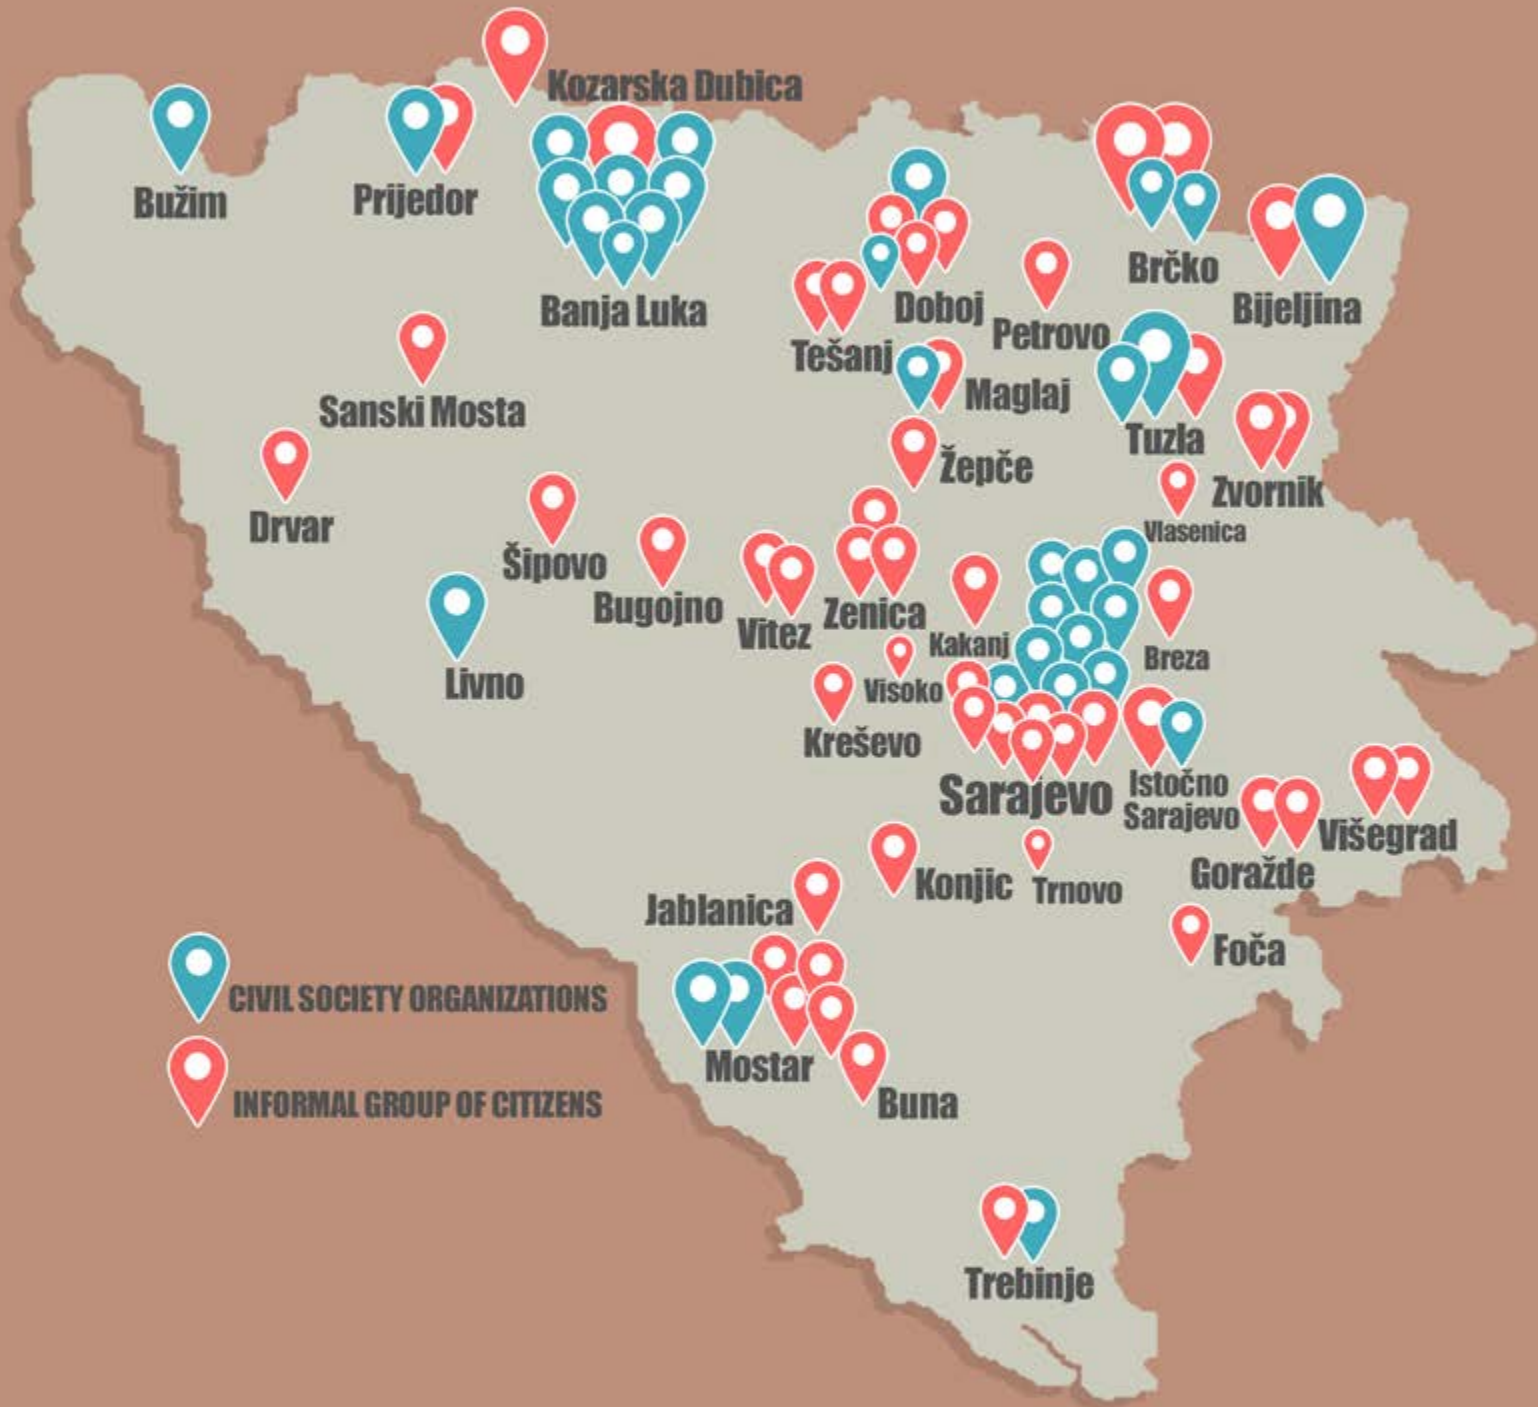 Kozarska Dubica
Bužim
Prijedor
Banja Luka
Brčko
Bijeljina
Doboj
Petrovo
Tešanj
Maglaj
Sanski Mosta
Tuzla
Žepče
Zvornik
Drvar
Vlasenica
Šipovo
Bugojno
Vitez
Zenica
Kakanj
Breza
Livno
Visoko
Kreševo
Sarajevo
Istočno
Sarajevo
Višegrad
Goražde
Konjic
Trnovo
Jablanica
Foča
CIVIL SOCIETY ORGANIZATIONS
Mostar
Buna
INFORMAL GROUP OF CITIZENS
Trebinje